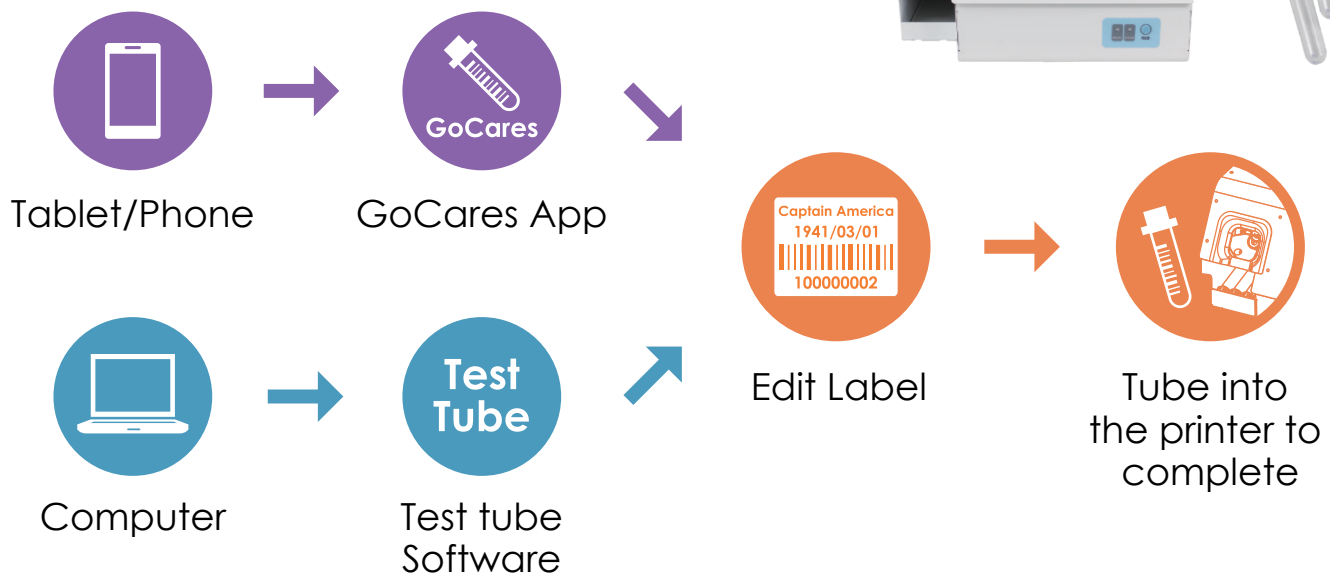 GoCares
Tablet/Phone
GoCares App
Captain America
1941/03/01
100000002
Edit Label
Tube into
the printer to
complete
Test
Tube
Computer
Test tube
Software